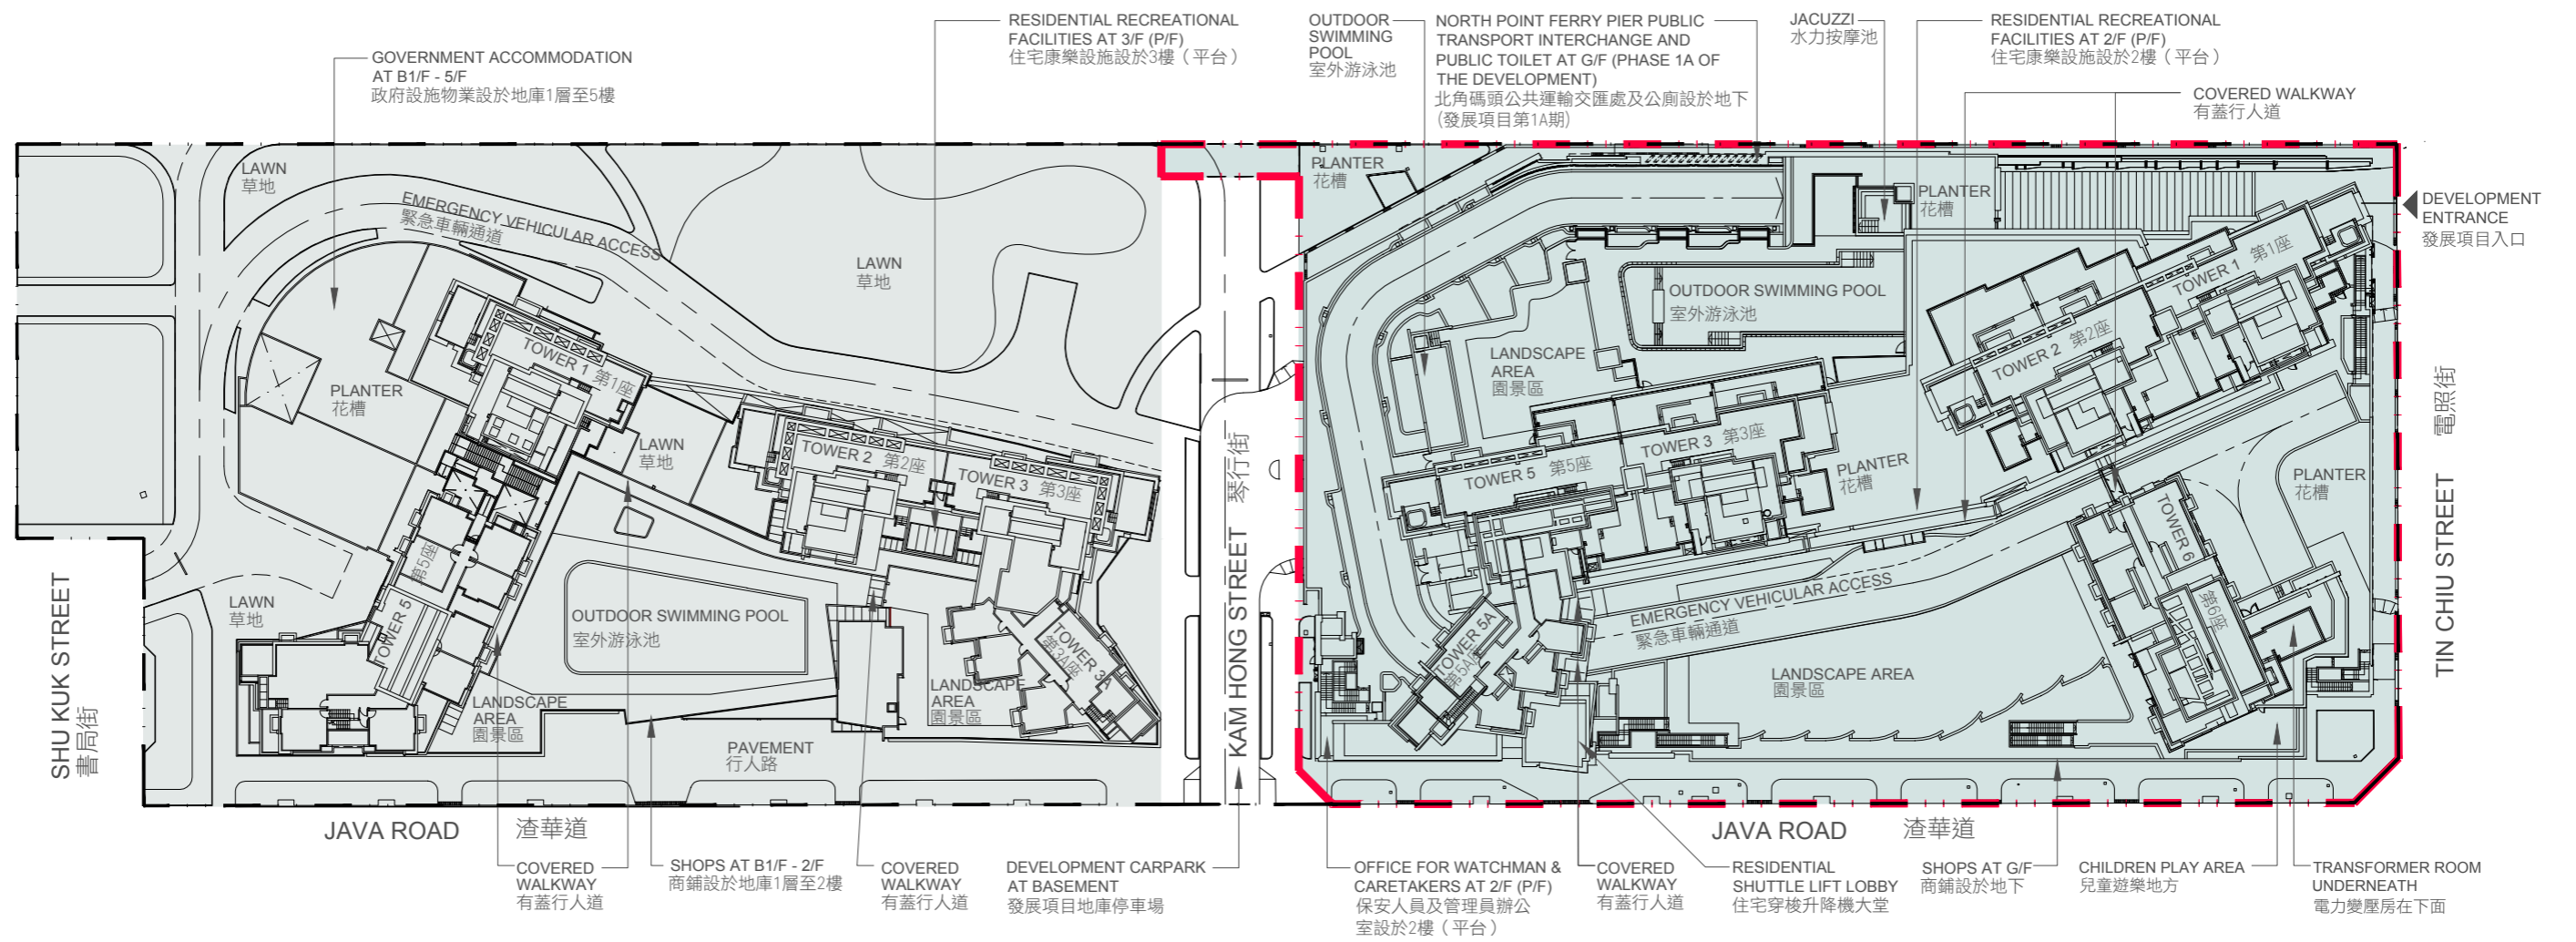 GOVERNMENT ACCOMMODATION
AT B1/F - 5/F
政府設施物業設於地庫1層至5樓
RESIDENTIAL RECREATIONAL
FACILITIES AT 3/F (P/F)
住宅康樂設施設於3樓（平台）
OUTDOOR
SWIMMING
POOL
室外游泳池
NORTH POINT FERRY PIER PUBLIC
TRANSPORT INTERCHANGE AND
PUBLIC TOILET AT G/F (PHASE 1A OF
THE DEVELOPMENT)
北角碼頭公共運輸交匯處及公廁設於地下
(發展項目第1A期)
JACUZZI
水力按摩池
RESIDENTIAL RECREATIONAL
FACILITIES AT 2/F (P/F)
住宅康樂設施設於2樓（平台）
COVERED WALKWAY
有蓋行人道
DEVELOPMENT
ENTRANCE
發展項目入口
LAWN
草地
EMERGENCY VEHICULAR ACCESS
緊急車輛通道
LAWN
草地
PLANTER
花槽
TOWER 1 第1座
LAWN
草地
TOWER 2 第2座
TOWER 3 第3座
第5座
TOWER 5
LAWN
草地
OUTDOOR SWIMMING POOL
室外游泳池
TOWER 3A
第3A座
LANDSCAPE
AREA
園景區
LANDSCAPE
AREA
園景區
PAVEMENT
行人路
SHU KUK STREET
書局街
JAVA ROAD 渣華道
KAM HONG STREET 琴行街
PLANTER
花槽
PLANTER
花槽
OUTDOOR SWIMMING POOL
室外游泳池
LANDSCAPE
AREA
園景區
TOWER 1 第1座
TOWER 2 第2座
TOWER 3 第3座
TOWER 5 第5座
PLANTER
花槽
PLANTER
花槽
TOWER 6
第6座
EMERGENCY VEHICULAR ACCESS
緊急車輛通道
TOWER 5A
第5A座
LANDSCAPE AREA
園景區
TIN CHIU STREET 電照街
JAVA ROAD 渣華道
COVERED
WALKWAY
有蓋行人道
SHOPS AT B1/F - 2/F
商鋪設於地庫1層至2樓
COVERED
WALKWAY
有蓋行人道
DEVELOPMENT CARPARK
AT BASEMENT
發展項目地庫停車場
OFFICE FOR WATCHMAN &
CARETAKERS AT 2/F (P/F)
保安人員及管理員辦公
室設於2樓（平台）
COVERED
WALKWAY
有蓋行人道
RESIDENTIAL
SHUTTLE LIFT LOBBY
住宅穿梭升降機大堂
SHOPS AT G/F
商鋪設於地下
CHILDREN PLAY AREA
兒童遊樂地方
TRANSFORMER ROOM
UNDERNEATH
電力變壓房在下面